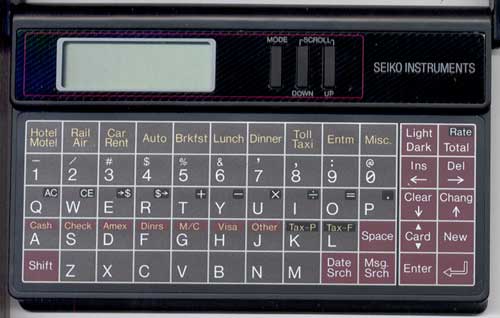 MODE SCROLL
DOWN UP
SEIKO INSTRUMENTS
Hotel Motel Rail Air Car Rent Auto Brkfst Lunch Dinner Toll Taxi Entm Misc. Light Dark Rate Total
— / # $ % & ' , : @ Ins Del
1 2 3 4 5 6 7 8 9 0 ← →
AC CE →$ $→ + − × ÷ = Clear Chang
Q W E R T Y U I O P . ↓ ↑
Cash Check Amex Dinrs M/C Visa Other Tax-P Tax-F
A S D F G H J K L Space Card New
Shift Z X C V B N M Date Srch Msg. Srch Enter